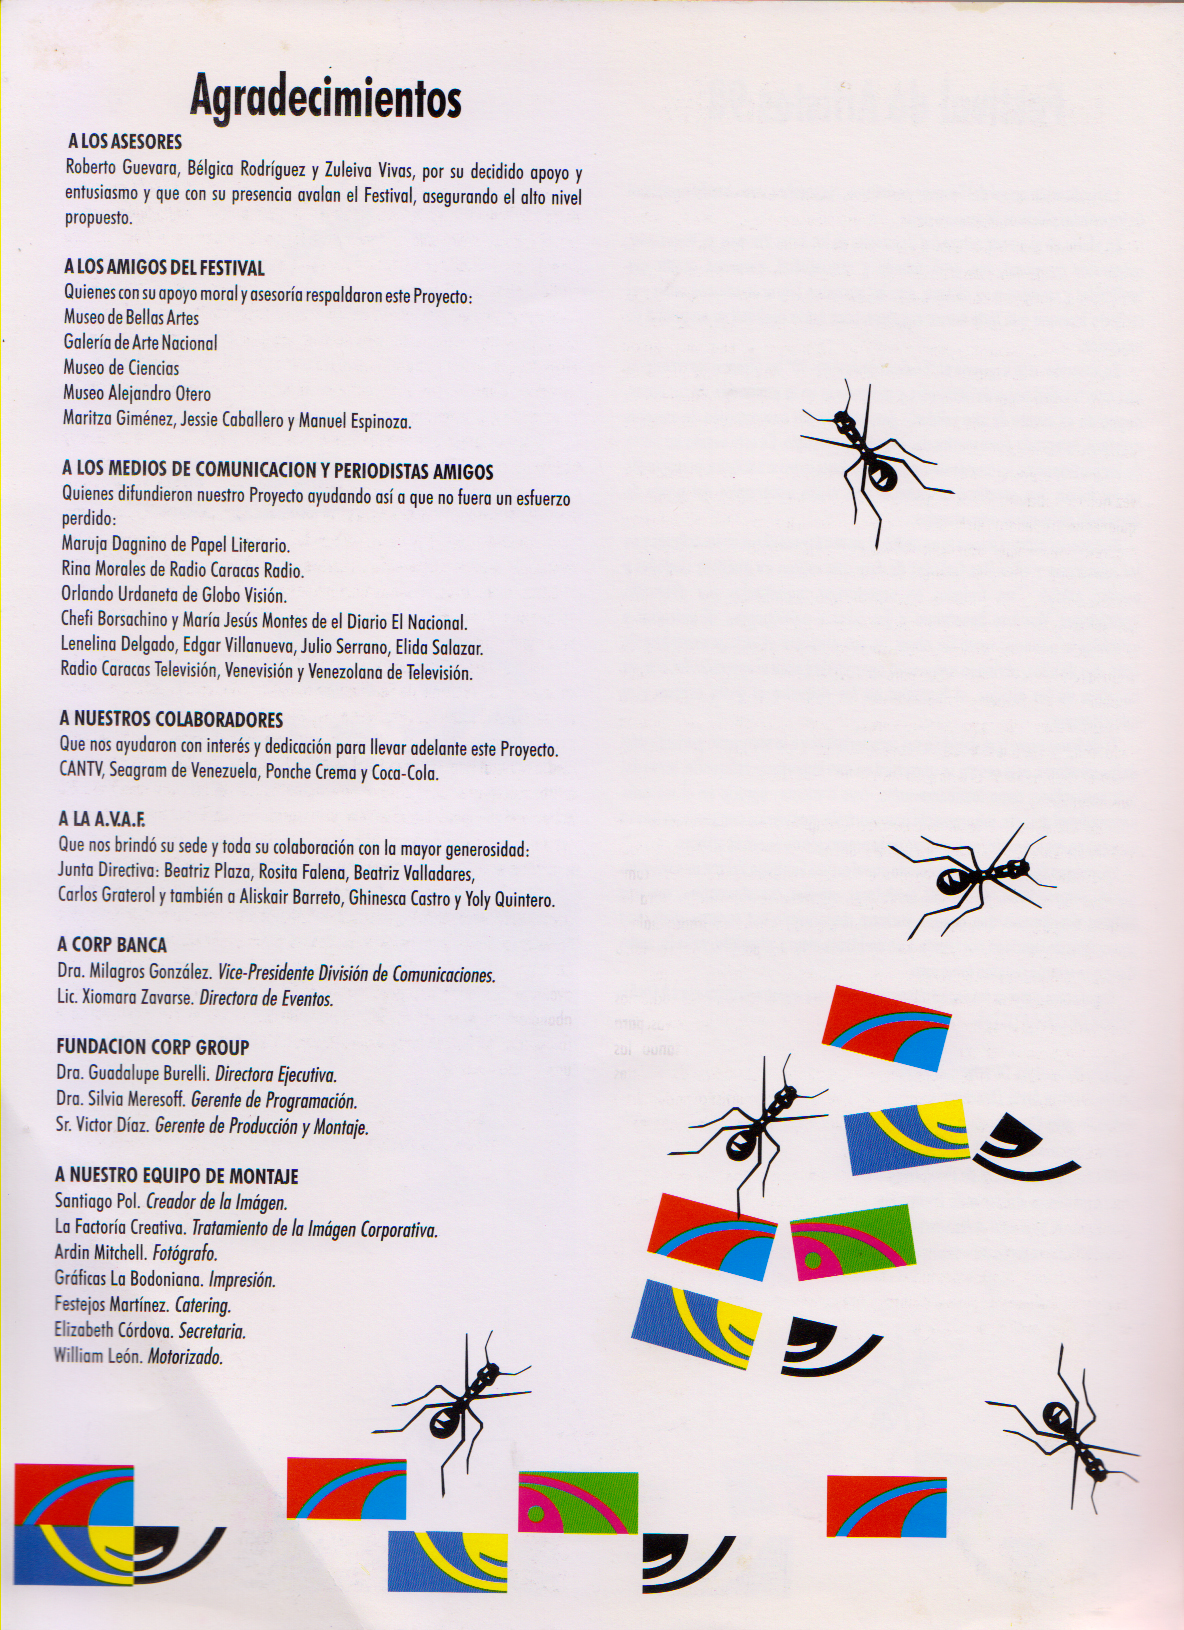 Agradecimientos
A LOS ASESORES
Roberto Guevara, Bélgica Rodríguez y Zuleiva Vivas, por su decidido apoyo y
entusiasmo y que con su presencia avalan el Festival, asegurando el alto nivel
propuesto.
A LOS AMIGOS DEL FESTIVAL
Quienes con su apoyo moral y asesoría respaldaron este Proyecto:
Museo de Bellas Artes
Galería de Arte Nacional
Museo de Ciencias
Museo Alejandro Otero
Maritza Giménez, Jessie Caballero y Manuel Espinoza.
A LOS MEDIOS DE COMUNICACION Y PERIODISTAS AMIGOS
Quienes difundieron nuestro Proyecto ayudando así a que no fuera un esfuerzo
perdido:
Maruja Dagnino de Papel Literario.
Rina Morales de Radio Caracas Radio.
Orlando Urdaneta de Globo Visión.
Chefi Borsachino y María Jesús Montes de el Diario El Nacional.
Lenelina Delgado, Edgar Villanueva, Julio Serrano, Elida Salazar.
Radio Caracas Televisión, Venevisión y Venezolana de Televisión.
A NUESTROS COLABORADORES
Que nos ayudaron con interés y dedicación para llevar adelante este Proyecto.
CANTV, Seagram de Venezuela, Ponche Crema y Coca-Cola.
A LA A.V.A.F.
Que nos brindó su sede y toda su colaboración con la mayor generosidad:
Junta Directiva: Beatriz Plaza, Rosita Falena, Beatriz Valladares,
Carlos Graterol y también a Aliskair Barreto, Ghinesca Castro y Yoly Quintero.
A CORP BANCA
Dra. Milagros González. Vice-Presidente División de Comunicaciones.
Lic. Xiomara Zavarse. Directora de Eventos.
FUNDACION CORP GROUP
Dra. Guadalupe Burelli. Directora Ejecutiva.
Dra. Silvia Meresoff. Gerente de Programación.
Sr. Victor Díaz. Gerente de Producción y Montaje.
A NUESTRO EQUIPO DE MONTAJE
Santiago Pol. Creador de la Imágen.
La Factoría Creativa. Tratamiento de la Imágen Corporativa.
Ardin Mitchell. Fotógrafo.
Gráficas La Bodoniana. Impresión.
Festejos Martínez. Catering.
Elizabeth Córdova. Secretaria.
William León. Motorizado.